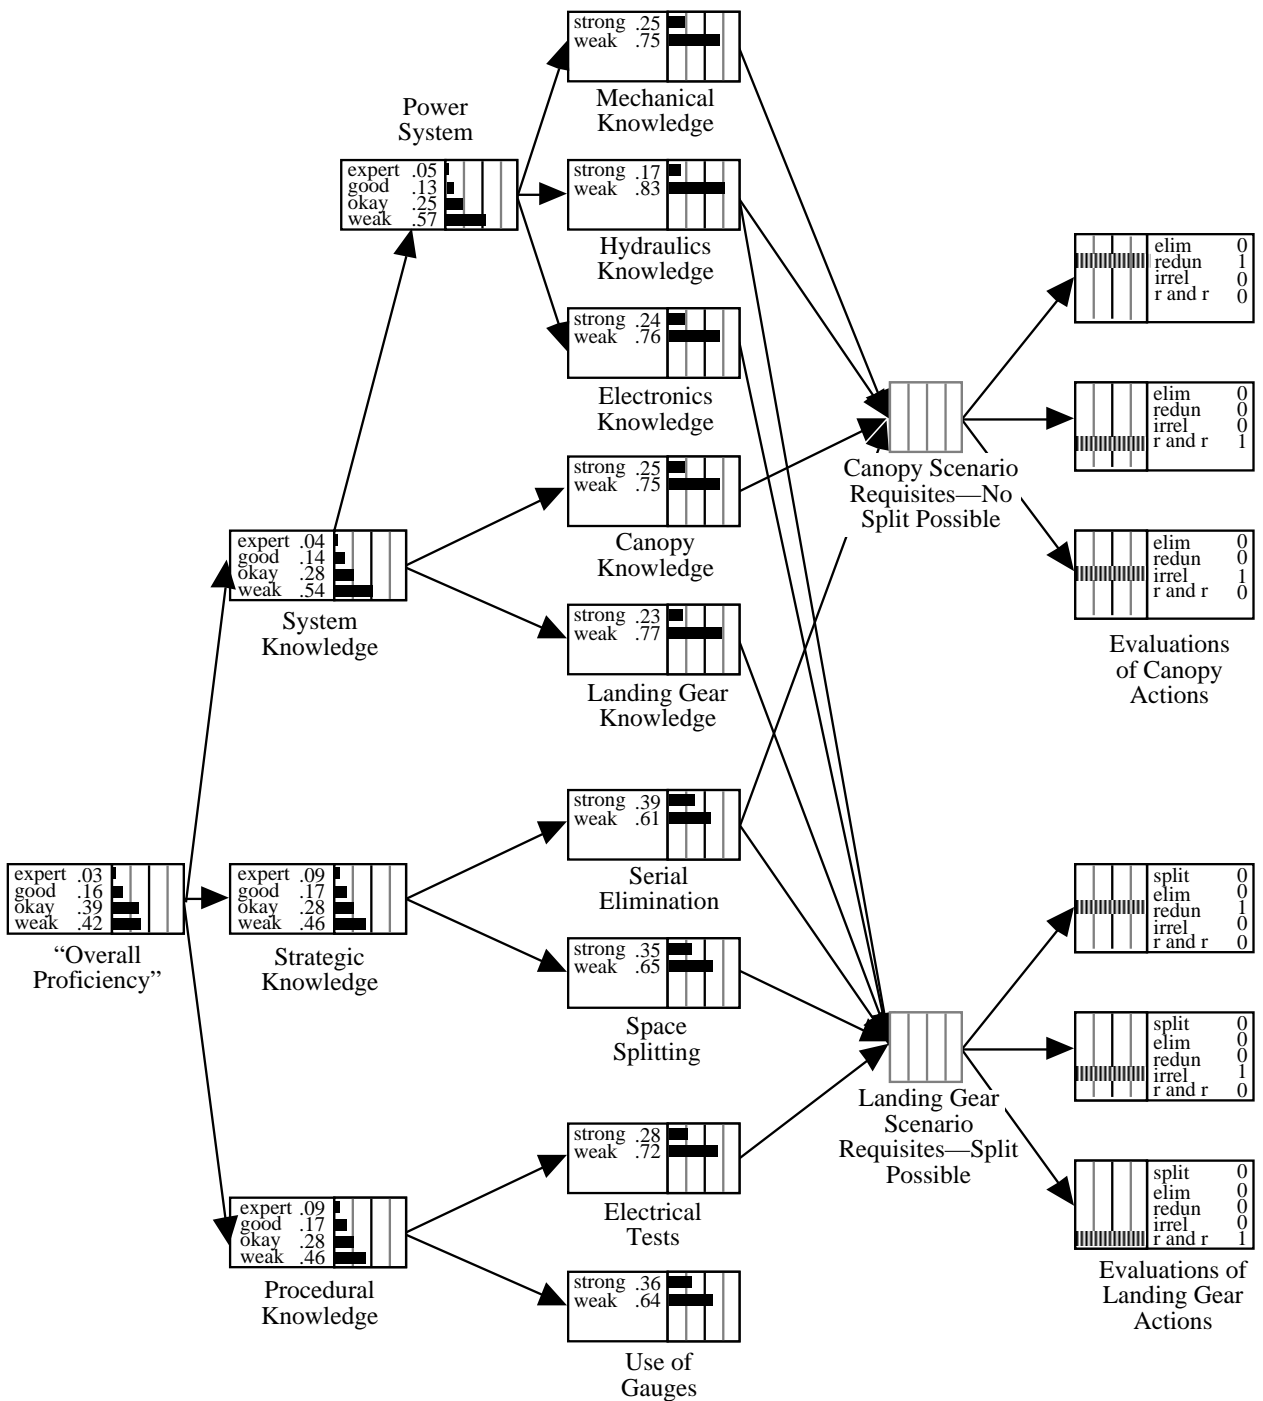 strong .25
weak .75
Mechanical
Knowledge
Power
System
expert .05
good .13
okay .25
weak .57
strong .17
weak .83
Hydraulics
Knowledge
strong .24
weak .76
Electronics
Knowledge
strong .25
weak .75
Canopy
Knowledge
expert .04
good .14
okay .28
weak .54
System
Knowledge
strong .23
weak .77
Landing Gear
Knowledge
strong .39
weak .61
Serial
Elimination
expert .03
good .16
okay .39
weak .42
“Overall
Proficiency”
expert .09
good .17
okay .28
weak .46
Strategic
Knowledge
strong .35
weak .65
Space
Splitting
strong .28
weak .72
Electrical
Tests
expert .09
good .17
okay .28
weak .46
Procedural
Knowledge
strong .36
weak .64
Use of
Gauges
Canopy Scenario
Requisites—No
Split Possible
Landing Gear
Scenario
Requisites—Split
Possible
elim 0
redun 1
irrel 0
r and r 0
elim 0
redun 0
irrel 0
r and r 1
elim 0
redun 0
irrel 1
r and r 0
Evaluations
of Canopy
Actions
split 0
elim 0
redun 1
irrel 0
r and r 0
split 0
elim 0
redun 0
irrel 1
r and r 0
split 0
elim 0
redun 0
irrel 0
r and r 1
Evaluations of
Landing Gear
Actions